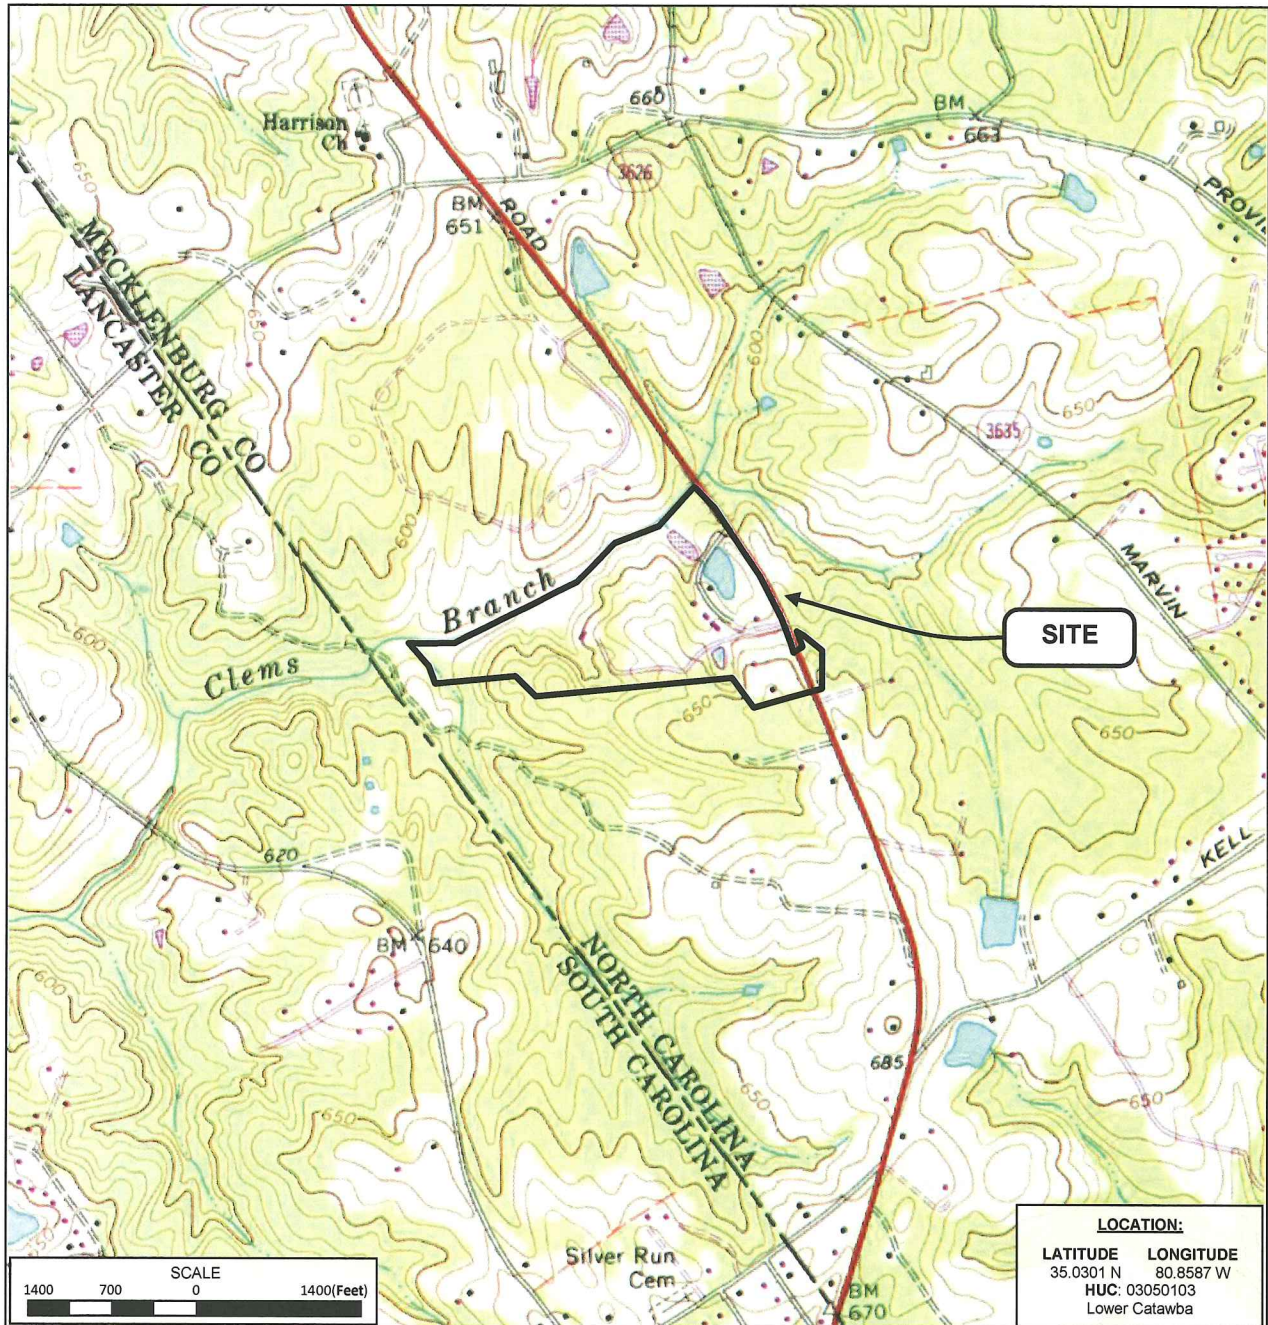 Harrison
Ch
660
BM
663
3626
PROVI
BM
651
ROAD
650
650
MECKLENBURG CO
LANCASTER CO
600
650
3635
600
MARVIN
Branch
SITE
600
Clems
650
650
620
KELL
BM 640
600
NORTH CAROLINA
SOUTH CAROLINA
685
650
650
650
Silver Run
Cem
BM
670
SCALE
1400 700 0 1400(Feet)
LOCATION:
LATITUDE LONGITUDE
35.0301 N 80.8587 W
HUC: 03050103
Lower Catawba